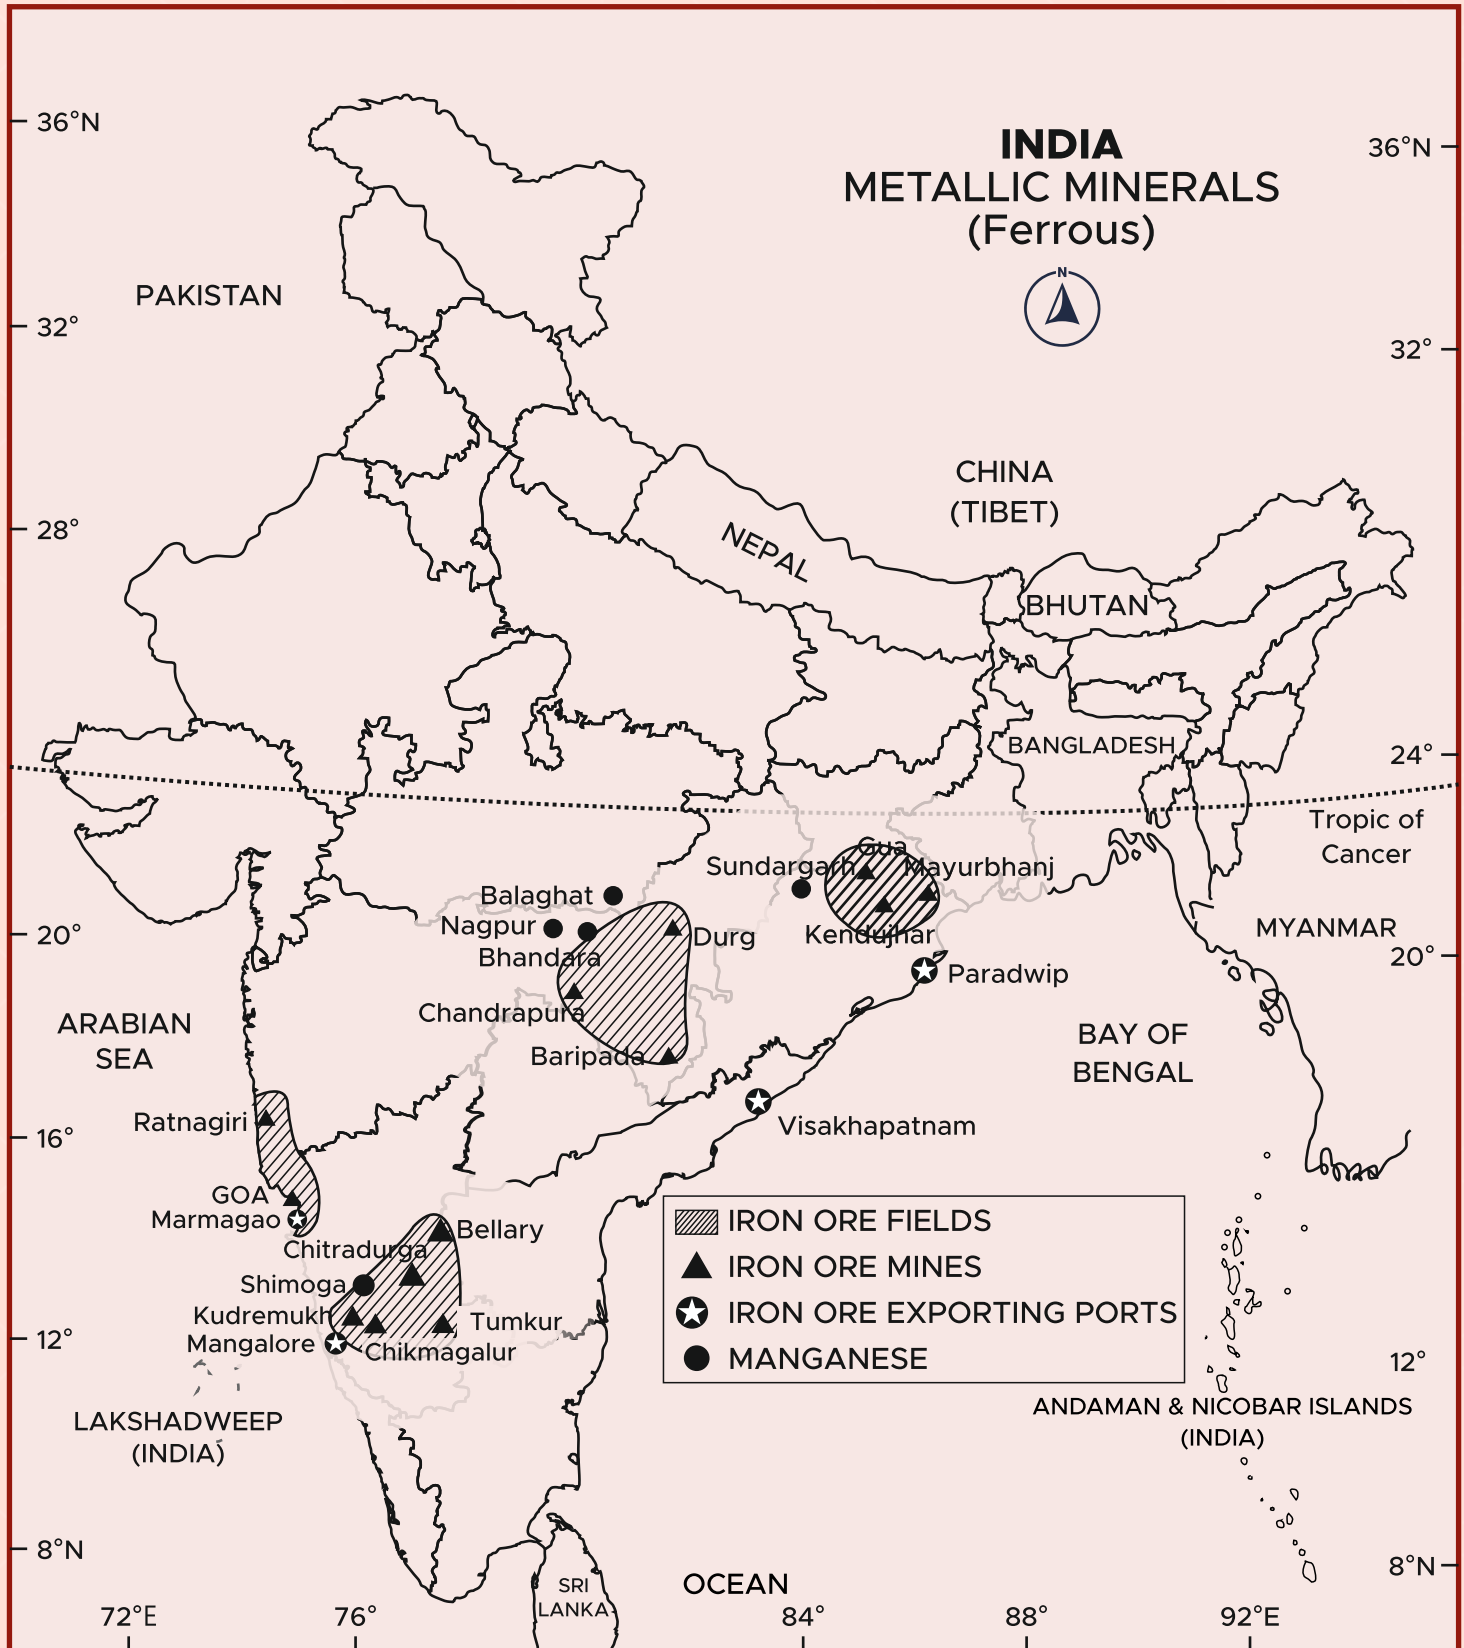 36°N
INDIA
METALLIC MINERALS
(Ferrous)
36°N
N
PAKISTAN
32°
32°
CHINA
(TIBET)
28°
NEPAL
BHUTAN
BANGLADESH
24°
Tropic of
Cancer
Gua
Sundargarh
Mayurbhanj
Balaghat
Nagpur
Bhandara
Durg
Kendujhar
MYANMAR
20°
20°
Paradwip
Chandrapura
ARABIAN
SEA
BAY OF
BENGAL
Baripada
Ratnagiri
16°
Visakhapatnam
GOA
Marmagao
Bellary
Chitradurga
Shimoga
Kudremukh
Tumkur
Mangalore
Chikmagalur
12°
IRON ORE FIELDS
IRON ORE MINES
IRON ORE EXPORTING PORTS
MANGANESE
12°
LAKSHADWEEP
(INDIA)
ANDAMAN & NICOBAR ISLANDS
(INDIA)
8°N
8°N
SRI
LANKA
OCEAN
72°E
76°
84°
88°
92°E